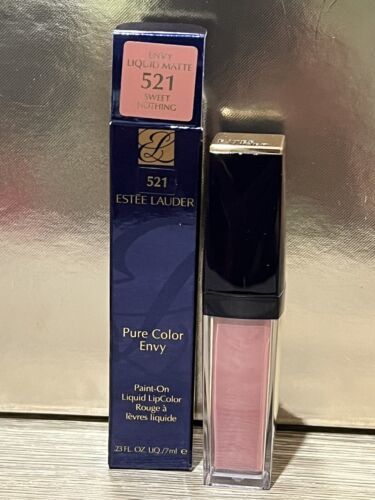 ENVY
LIQUID MATTE
521
SWEET
NOTHING
521
ESTĒE LAUDER
Pure Color
Envy
Paint-On
Liquid LipColor
Rouge à
lèvres liquide
.23 FL. OZ. LIQ./7ml ℮